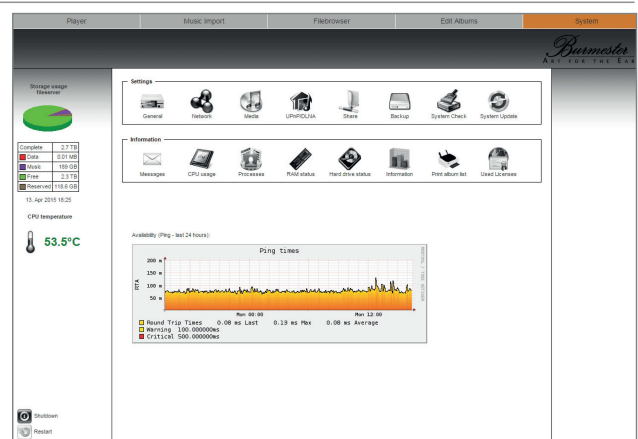 Player Music Import Filebrowser Edit Albums System
Burmester
ART FOR THE EAR
Storage usage
fileserver
Complete 2.7 TB
Data 0.01 MB
Music 189 GB
Free 2.3 TB
Reserved 118.6 GB
13. Apr 2015 16:25
CPU temperature
53.5°C
Settings
General Network Media UPnP/DLNA Share Backup System Check System Update
Information
Messages CPU usage Processes RAM status Hard drive status Information Print album list Used Licenses
Availability (Ping - last 24 hours):
Ping times
200 m
150 m
100 m
50 m
RTA
Mon 00:00 Mon 12:00
Round Trip Times 0.08 ms Last 0.13 ms Max 0.08 ms Average
Warning 100.000000ms
Critical 500.000000ms
Shutdown
Restart